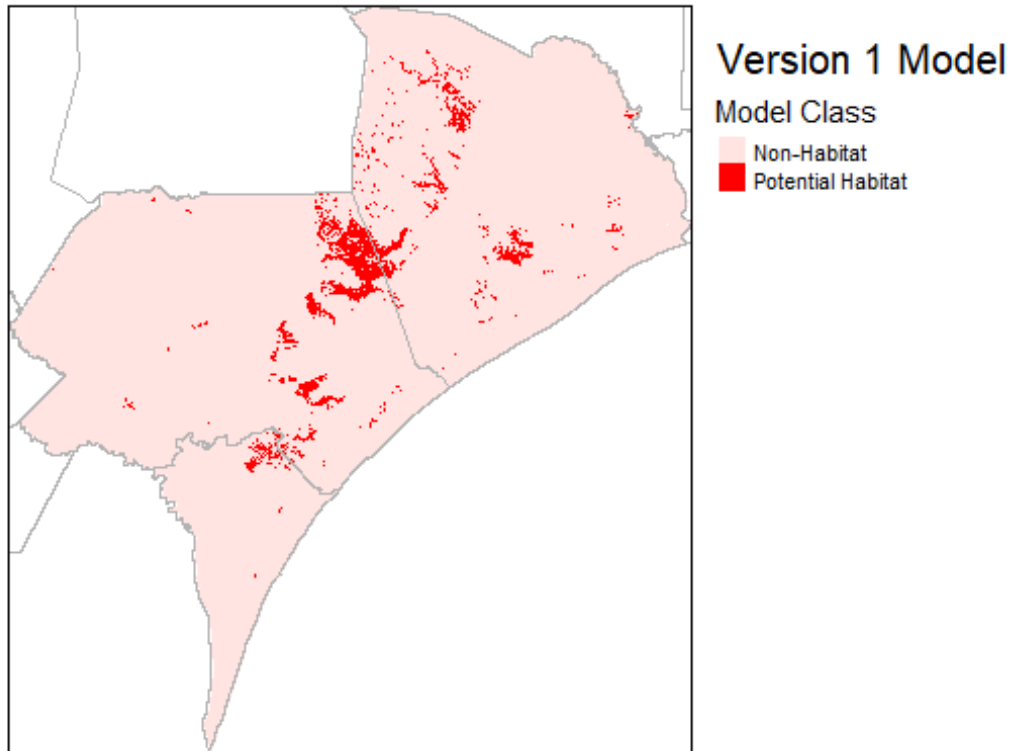 Version 1 Model
Model Class
Non-Habitat
Potential Habitat